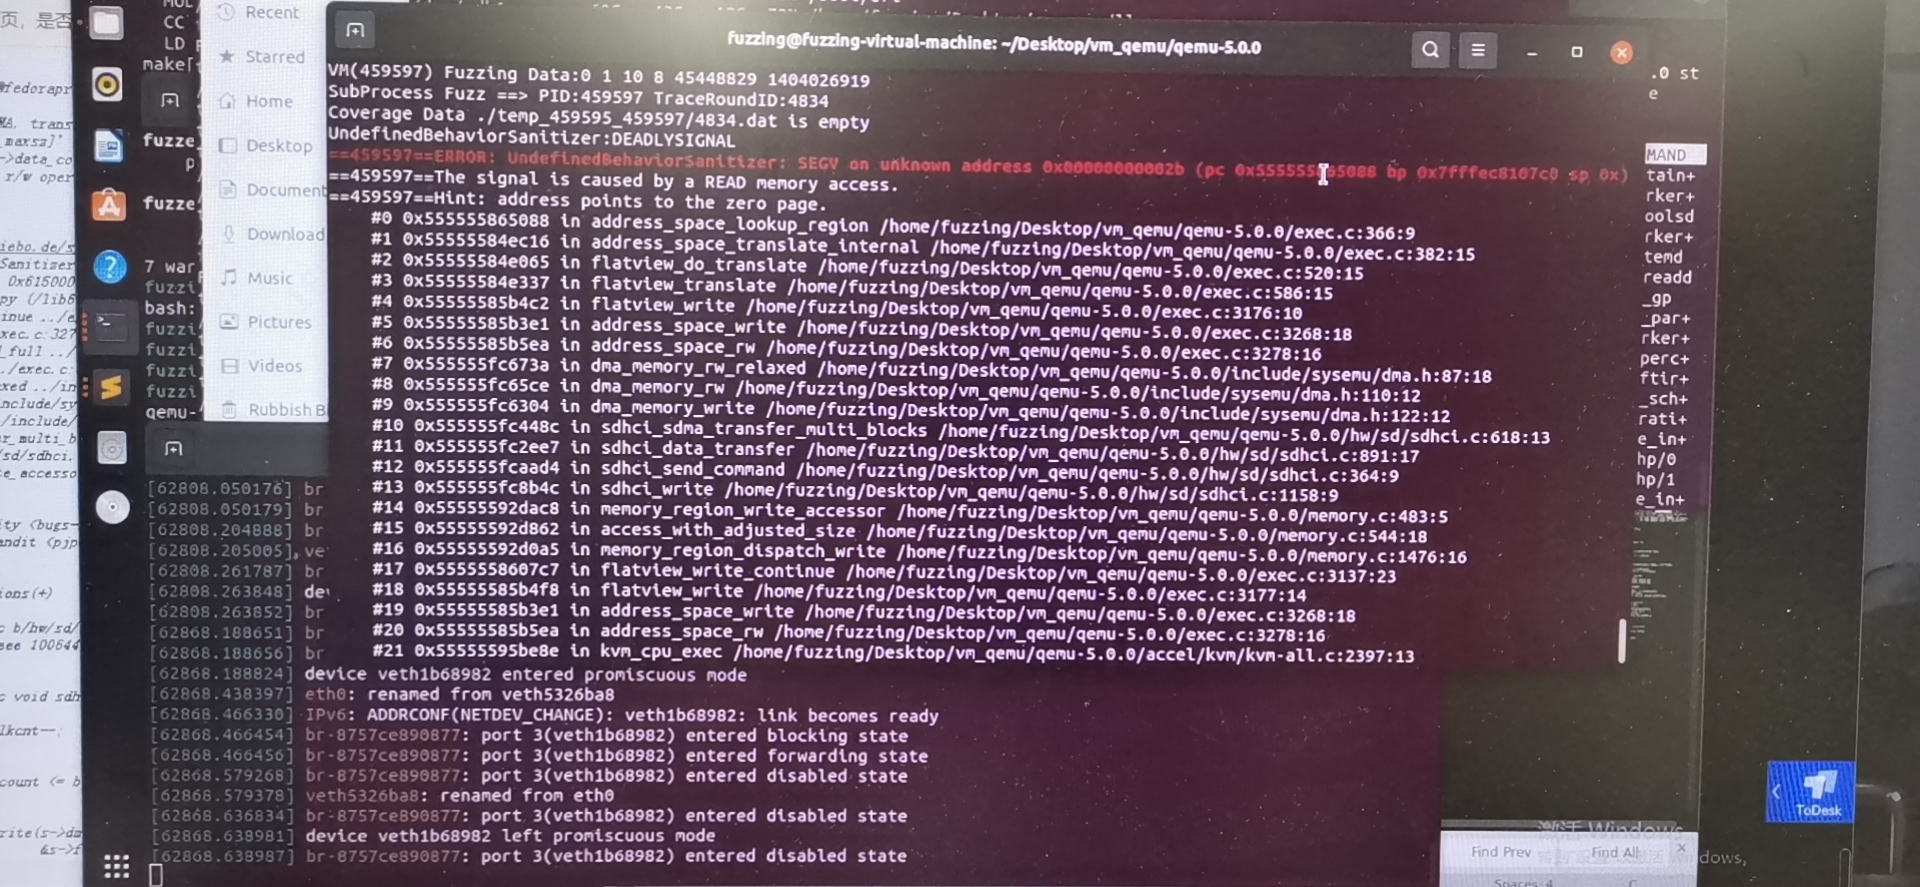 页, 是否
MOL
CC
LD
make[
Recent
Starred
Home
Desktop
Document
Download
Music
Pictures
Videos
Rubbish B
fuzzing@fuzzing-virtual-machine: ~/Desktop/vm_qemu/qemu-5.0.0
VM(459597) Fuzzing Data:0 1 10 8 45448829 1404026919
SubProcess Fuzz ==> PID:459597 TraceRoundID:4834
Coverage Data ./temp_459595_459597/4834.dat is empty
UndefinedBehaviorSanitizer:DEADLYSIGNAL
==459597==ERROR: UndefinedBehaviorSanitizer: SEGV on unknown address 0x00000000002b (pc 0x555555865088 bp 0x7fffec8107c0 sp 0x)
==459597==The signal is caused by a READ memory access.
==459597==Hint: address points to the zero page.
#0 0x555555865088 in address_space_lookup_region /home/fuzzing/Desktop/vm_qemu/qemu-5.0.0/exec.c:366:9
#1 0x55555584ec16 in address_space_translate_internal /home/fuzzing/Desktop/vm_qemu/qemu-5.0.0/exec.c:382:15
#2 0x55555584e065 in flatview_do_translate /home/fuzzing/Desktop/vm_qemu/qemu-5.0.0/exec.c:520:15
#3 0x55555584e337 in flatview_translate /home/fuzzing/Desktop/vm_qemu/qemu-5.0.0/exec.c:586:15
#4 0x55555585b4c2 in flatview_write /home/fuzzing/Desktop/vm_qemu/qemu-5.0.0/exec.c:3176:10
#5 0x55555585b3e1 in address_space_write /home/fuzzing/Desktop/vm_qemu/qemu-5.0.0/exec.c:3268:18
#6 0x55555585b5ea in address_space_rw /home/fuzzing/Desktop/vm_qemu/qemu-5.0.0/exec.c:3278:16
#7 0x555555fc673a in dma_memory_rw_relaxed /home/fuzzing/Desktop/vm_qemu/qemu-5.0.0/include/sysemu/dma.h:87:18
#8 0x555555fc65ce in dma_memory_rw /home/fuzzing/Desktop/vm_qemu/qemu-5.0.0/include/sysemu/dma.h:110:12
#9 0x555555fc6304 in dma_memory_write /home/fuzzing/Desktop/vm_qemu/qemu-5.0.0/include/sysemu/dma.h:122:12
#10 0x555555fc448c in sdhci_sdma_transfer_multi_blocks /home/fuzzing/Desktop/vm_qemu/qemu-5.0.0/hw/sd/sdhci.c:618:13
#11 0x555555fc2ee7 in sdhci_data_transfer /home/fuzzing/Desktop/vm_qemu/qemu-5.0.0/hw/sd/sdhci.c:891:17
#12 0x555555fcaad4 in sdhci_send_command /home/fuzzing/Desktop/vm_qemu/qemu-5.0.0/hw/sd/sdhci.c:364:9
#13 0x555555fc8b4c in sdhci_write /home/fuzzing/Desktop/vm_qemu/qemu-5.0.0/hw/sd/sdhci.c:1158:9
#14 0x55555592dac8 in memory_region_write_accessor /home/fuzzing/Desktop/vm_qemu/qemu-5.0.0/memory.c:483:5
#15 0x55555592d862 in access_with_adjusted_size /home/fuzzing/Desktop/vm_qemu/qemu-5.0.0/memory.c:544:18
#16 0x55555592d0a5 in memory_region_dispatch_write /home/fuzzing/Desktop/vm_qemu/qemu-5.0.0/memory.c:1476:16
#17 0x5555558607c7 in flatview_write_continue /home/fuzzing/Desktop/vm_qemu/qemu-5.0.0/exec.c:3137:23
#18 0x55555585b4f8 in flatview_write /home/fuzzing/Desktop/vm_qemu/qemu-5.0.0/exec.c:3177:14
#19 0x55555585b3e1 in address_space_write /home/fuzzing/Desktop/vm_qemu/qemu-5.0.0/exec.c:3268:18
#20 0x55555585b5ea in address_space_rw /home/fuzzing/Desktop/vm_qemu/qemu-5.0.0/exec.c:3278:16
#21 0x55555595be8e in kvm_cpu_exec /home/fuzzing/Desktop/vm_qemu/qemu-5.0.0/accel/kvm/kvm-all.c:2397:13
.0 st
e
MAND
tain+
rker+
oolsd
rker+
temd
readd
_gp
_par+
rker+
perc+
ftir+
_sch+
rati+
e_in+
hp/0
hp/1
e_in+
fuzze
p
fuzze
7 war
fuzzi
bash:
fuzzi
fuzzi
fuzzi
fuzzi
qemu-
[62808.050176] br
[62808.050179] br
[62808.204888] br
[62808.205005] ve
[62808.261787] br
[62808.263848] de
[62808.263852] br
[62868.188651] br
[62868.188656] br
[62868.188824] device veth1b68982 entered promiscuous mode
[62868.438397] eth0: renamed from veth5326ba8
[62868.466330] IPv6: ADDRCONF(NETDEV_CHANGE): veth1b68982: link becomes ready
[62868.466454] br-8757ce890877: port 3(veth1b68982) entered blocking state
[62868.466456] br-8757ce890877: port 3(veth1b68982) entered forwarding state
[62868.579268] br-8757ce890877: port 3(veth1b68982) entered disabled state
[62868.579378] veth5326ba8: renamed from eth0
[62868.636834] br-8757ce890877: port 3(veth1b68982) entered disabled state
[62868.638981] device veth1b68982 left promiscuous mode
[62868.638987] br-8757ce890877: port 3(veth1b68982) entered disabled state
fedorapr
MA, trans
_maxsz]'
->data_co
r/w oper
iebo.de/s
Sanitizer
0x615000
py (/lib6
inue ../e
xec.c:327
_full ../
./exec.c:
xed ../in
nclude/sy
/include/
r_multi_b
/sd/sdhci.
te_accesso
ity <bugs-
andit <pjp
ions(+)
c b/hw/sd/
see 100644
c void sdh
lkcnt--;
count <= b
rite(s->dm
&s->f
ToDesk
激活 Windows
Find Prev
Find All
Windows,
Spaces: 4
C